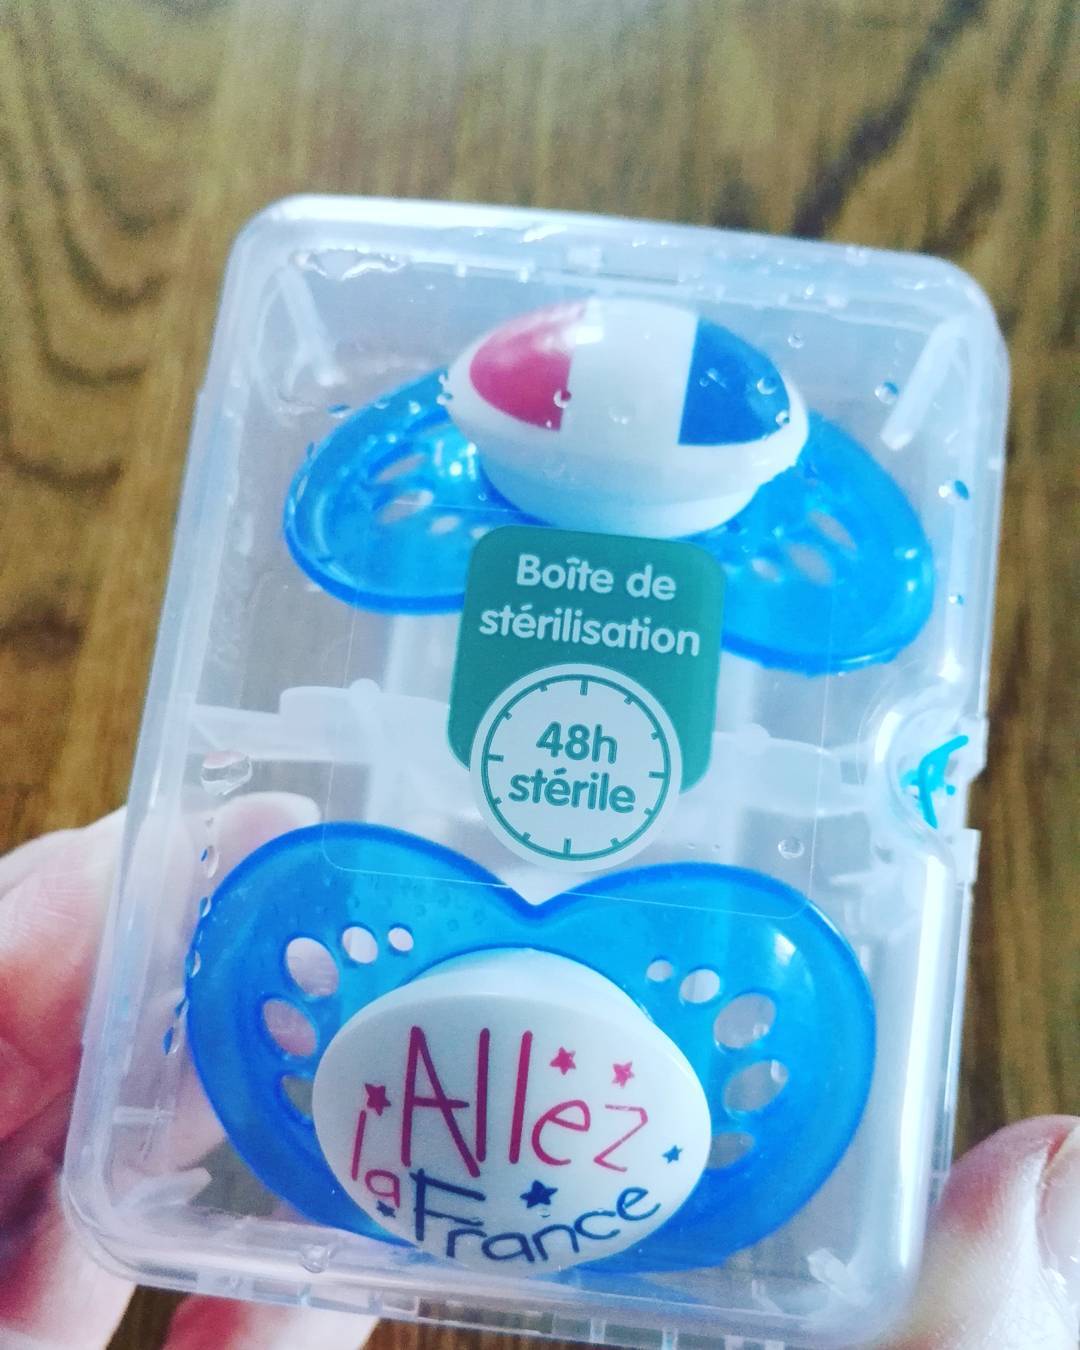 Boîte de
stérilisation
48h
stérile
Allez
la
France